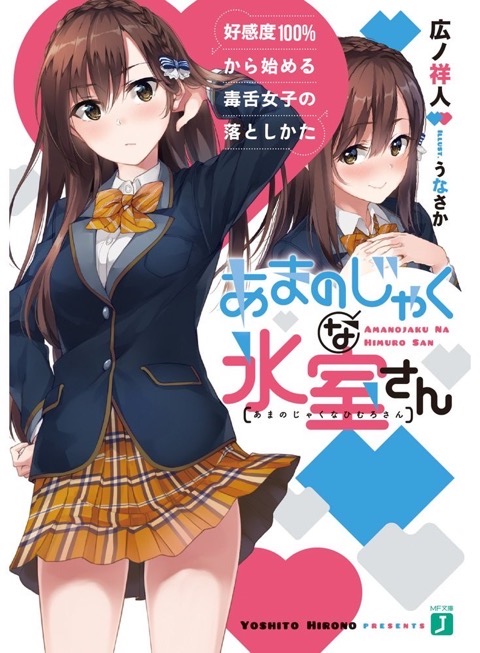 好感度100%
から始める
毒舌女子の
落としかた
広ノ祥人
ILLUST. うなさか
あまのじゃく
な
AMANOJAKU NA
HIMURO SAN
氷室さん
[あまのじゃくなひむろさん]
YOSHITO HIRONO PRESENTS
MF文庫
J